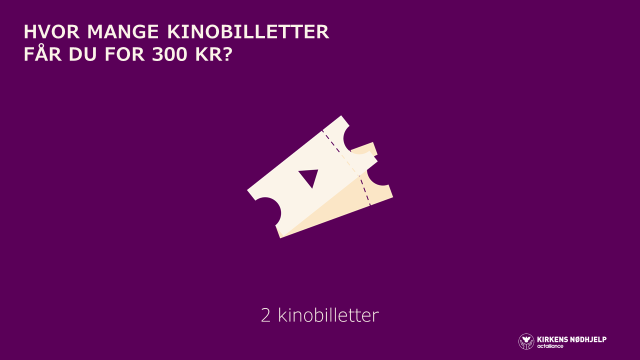 HVOR MANGE KINOBILLETTER
FÅR DU FOR 300 KR?
2 kinobilletter
KIRKENS NØDHJELP
actalliance